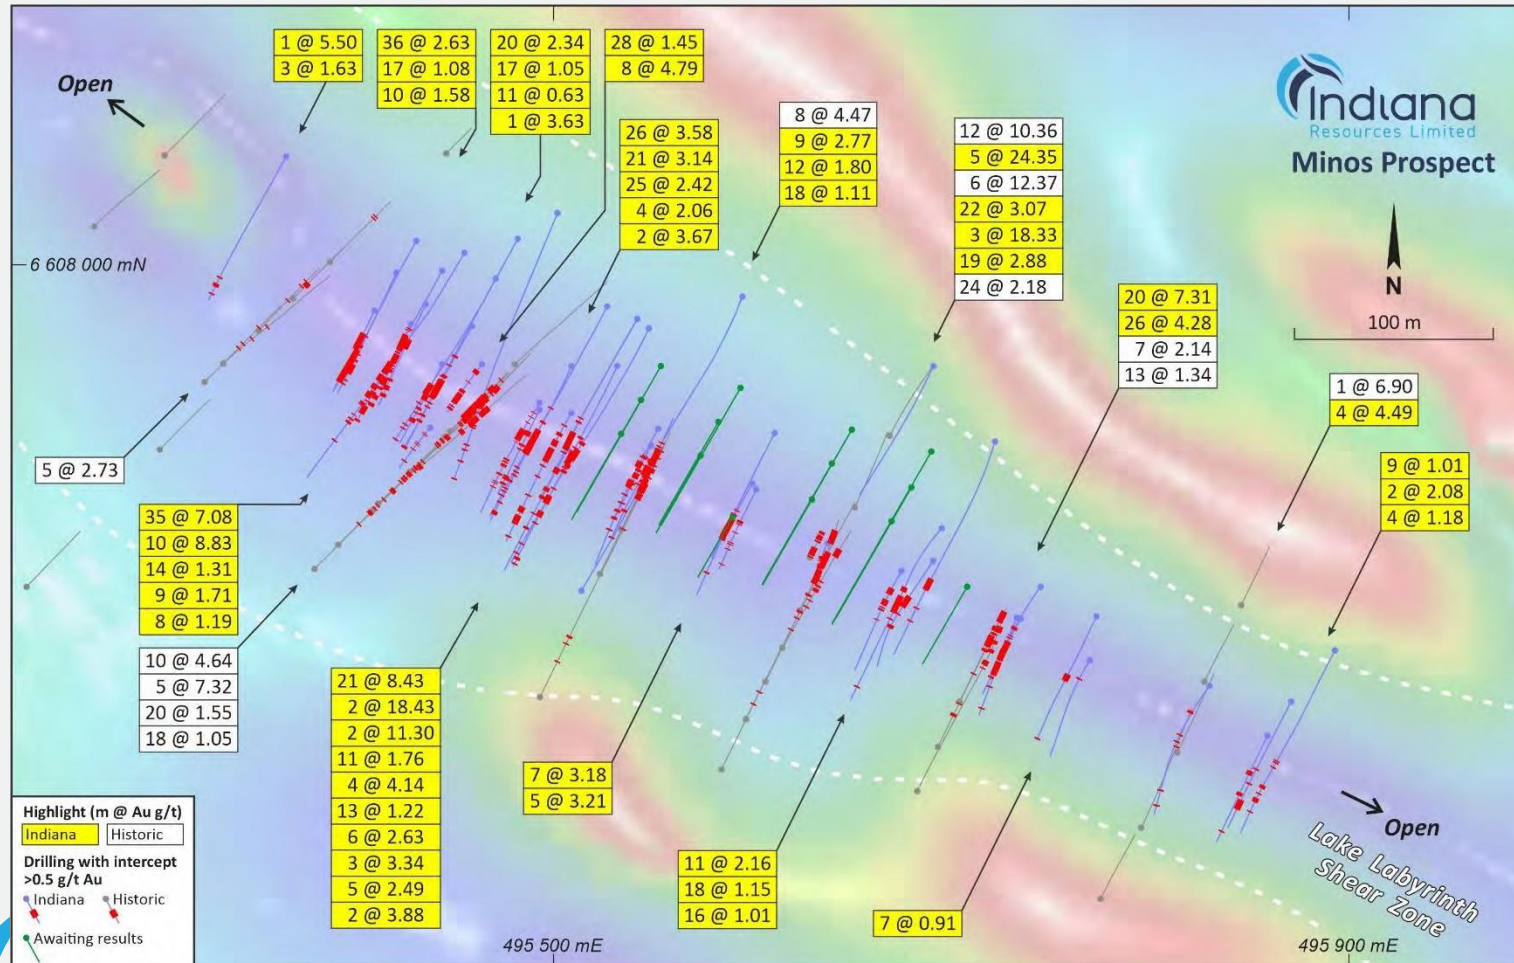 1 @ 5.50
3 @ 1.63
36 @ 2.63
17 @ 1.08
10 @ 1.58
20 @ 2.34
17 @ 1.05
11 @ 0.63
1 @ 3.63
28 @ 1.45
8 @ 4.79
Open
26 @ 3.58
21 @ 3.14
25 @ 2.42
4 @ 2.06
2 @ 3.67
8 @ 4.47
9 @ 2.77
12 @ 1.80
18 @ 1.11
12 @ 10.36
5 @ 24.35
6 @ 12.37
22 @ 3.07
3 @ 18.33
19 @ 2.88
24 @ 2.18
Indiana
Resources Limited
Minos Prospect
N
100 m
6 608 000 mN
20 @ 7.31
26 @ 4.28
7 @ 2.14
13 @ 1.34
1 @ 6.90
4 @ 4.49
9 @ 1.01
2 @ 2.08
4 @ 1.18
5 @ 2.73
35 @ 7.08
10 @ 8.83
14 @ 1.31
9 @ 1.71
8 @ 1.19
10 @ 4.64
5 @ 7.32
20 @ 1.55
18 @ 1.05
21 @ 8.43
2 @ 18.43
2 @ 11.30
11 @ 1.76
4 @ 4.14
13 @ 1.22
6 @ 2.63
3 @ 3.34
5 @ 2.49
2 @ 3.88
7 @ 3.18
5 @ 3.21
11 @ 2.16
18 @ 1.15
16 @ 1.01
7 @ 0.91
Open
Lake Labyrinth
Shear Zone
Highlight (m @ Au g/t)
Indiana Historic
Drilling with intercept
>0.5 g/t Au
Indiana Historic
Awaiting results
495 500 mE
495 900 mE